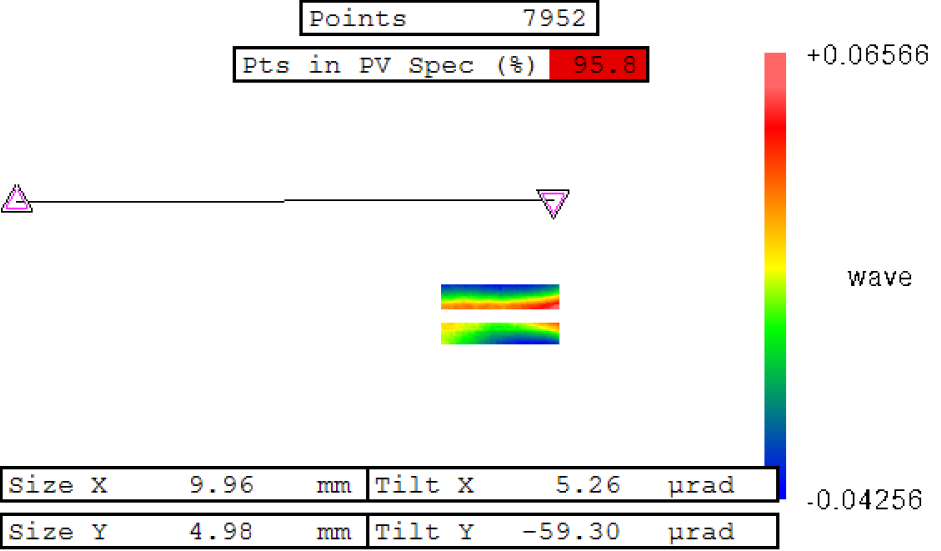 Points 7952
Pts in PV Spec (%) 95.8
+0.06566
wave
-0.04256
Size X 9.96 mm Tilt X 5.26 µrad
Size Y 4.98 mm Tilt Y -59.30 µrad